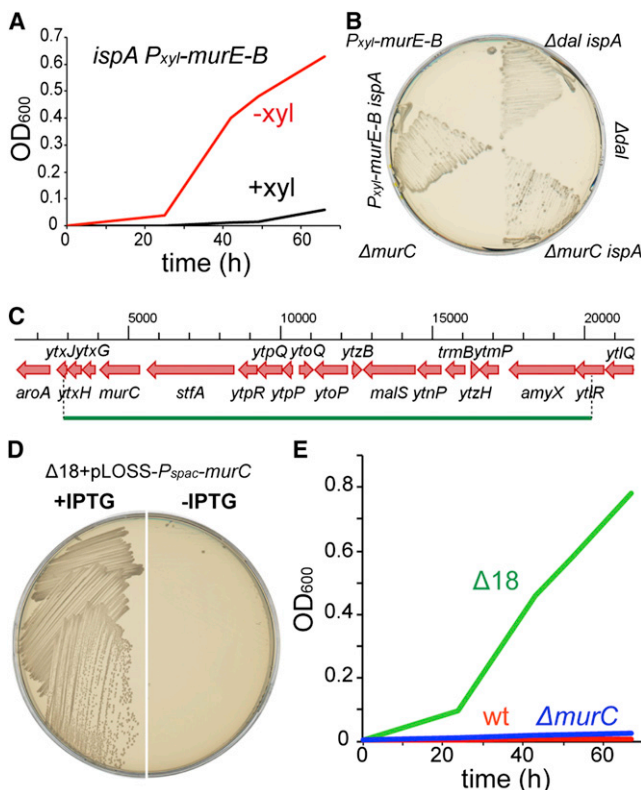 A
ispA Pxyl-murE-B
OD600
0.7
0.6
0.5
0.4
0.3
0.2
0.1
0
-xyl
+xyl
0 20 40 60
time (h)
B
Pxyl-murE-B
Δdal ispA
Pxyl-murE-B ispA
Δdal
ΔmurC
ΔmurC ispA
C
5000 10000 15000 20000
ytxJ ytxG ytpQ ytoQ ytzB trmB ytmP ytlQ
aroA ytxH murC stfA ytpR ytpP ytoP malS ytnP ytzH amyX ytlR
D
Δ18+pLOSS-Pspac-murC
+IPTG -IPTG
E
OD600
0.8
0.6
0.4
0.2
0
Δ18
wt
ΔmurC
0 20 40 60
time (h)